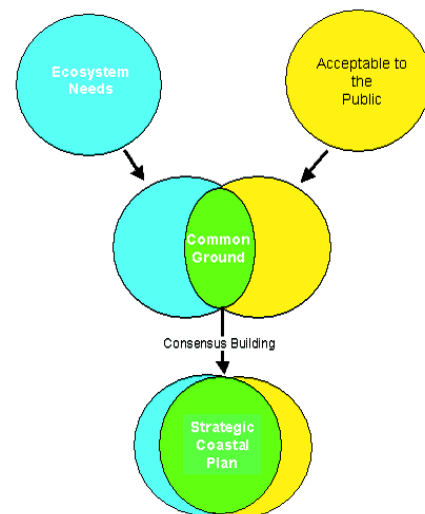 Ecosystem
Needs
Acceptable to
the
Public
Common
Ground
Consensus Building
Strategic
Coastal
Plan